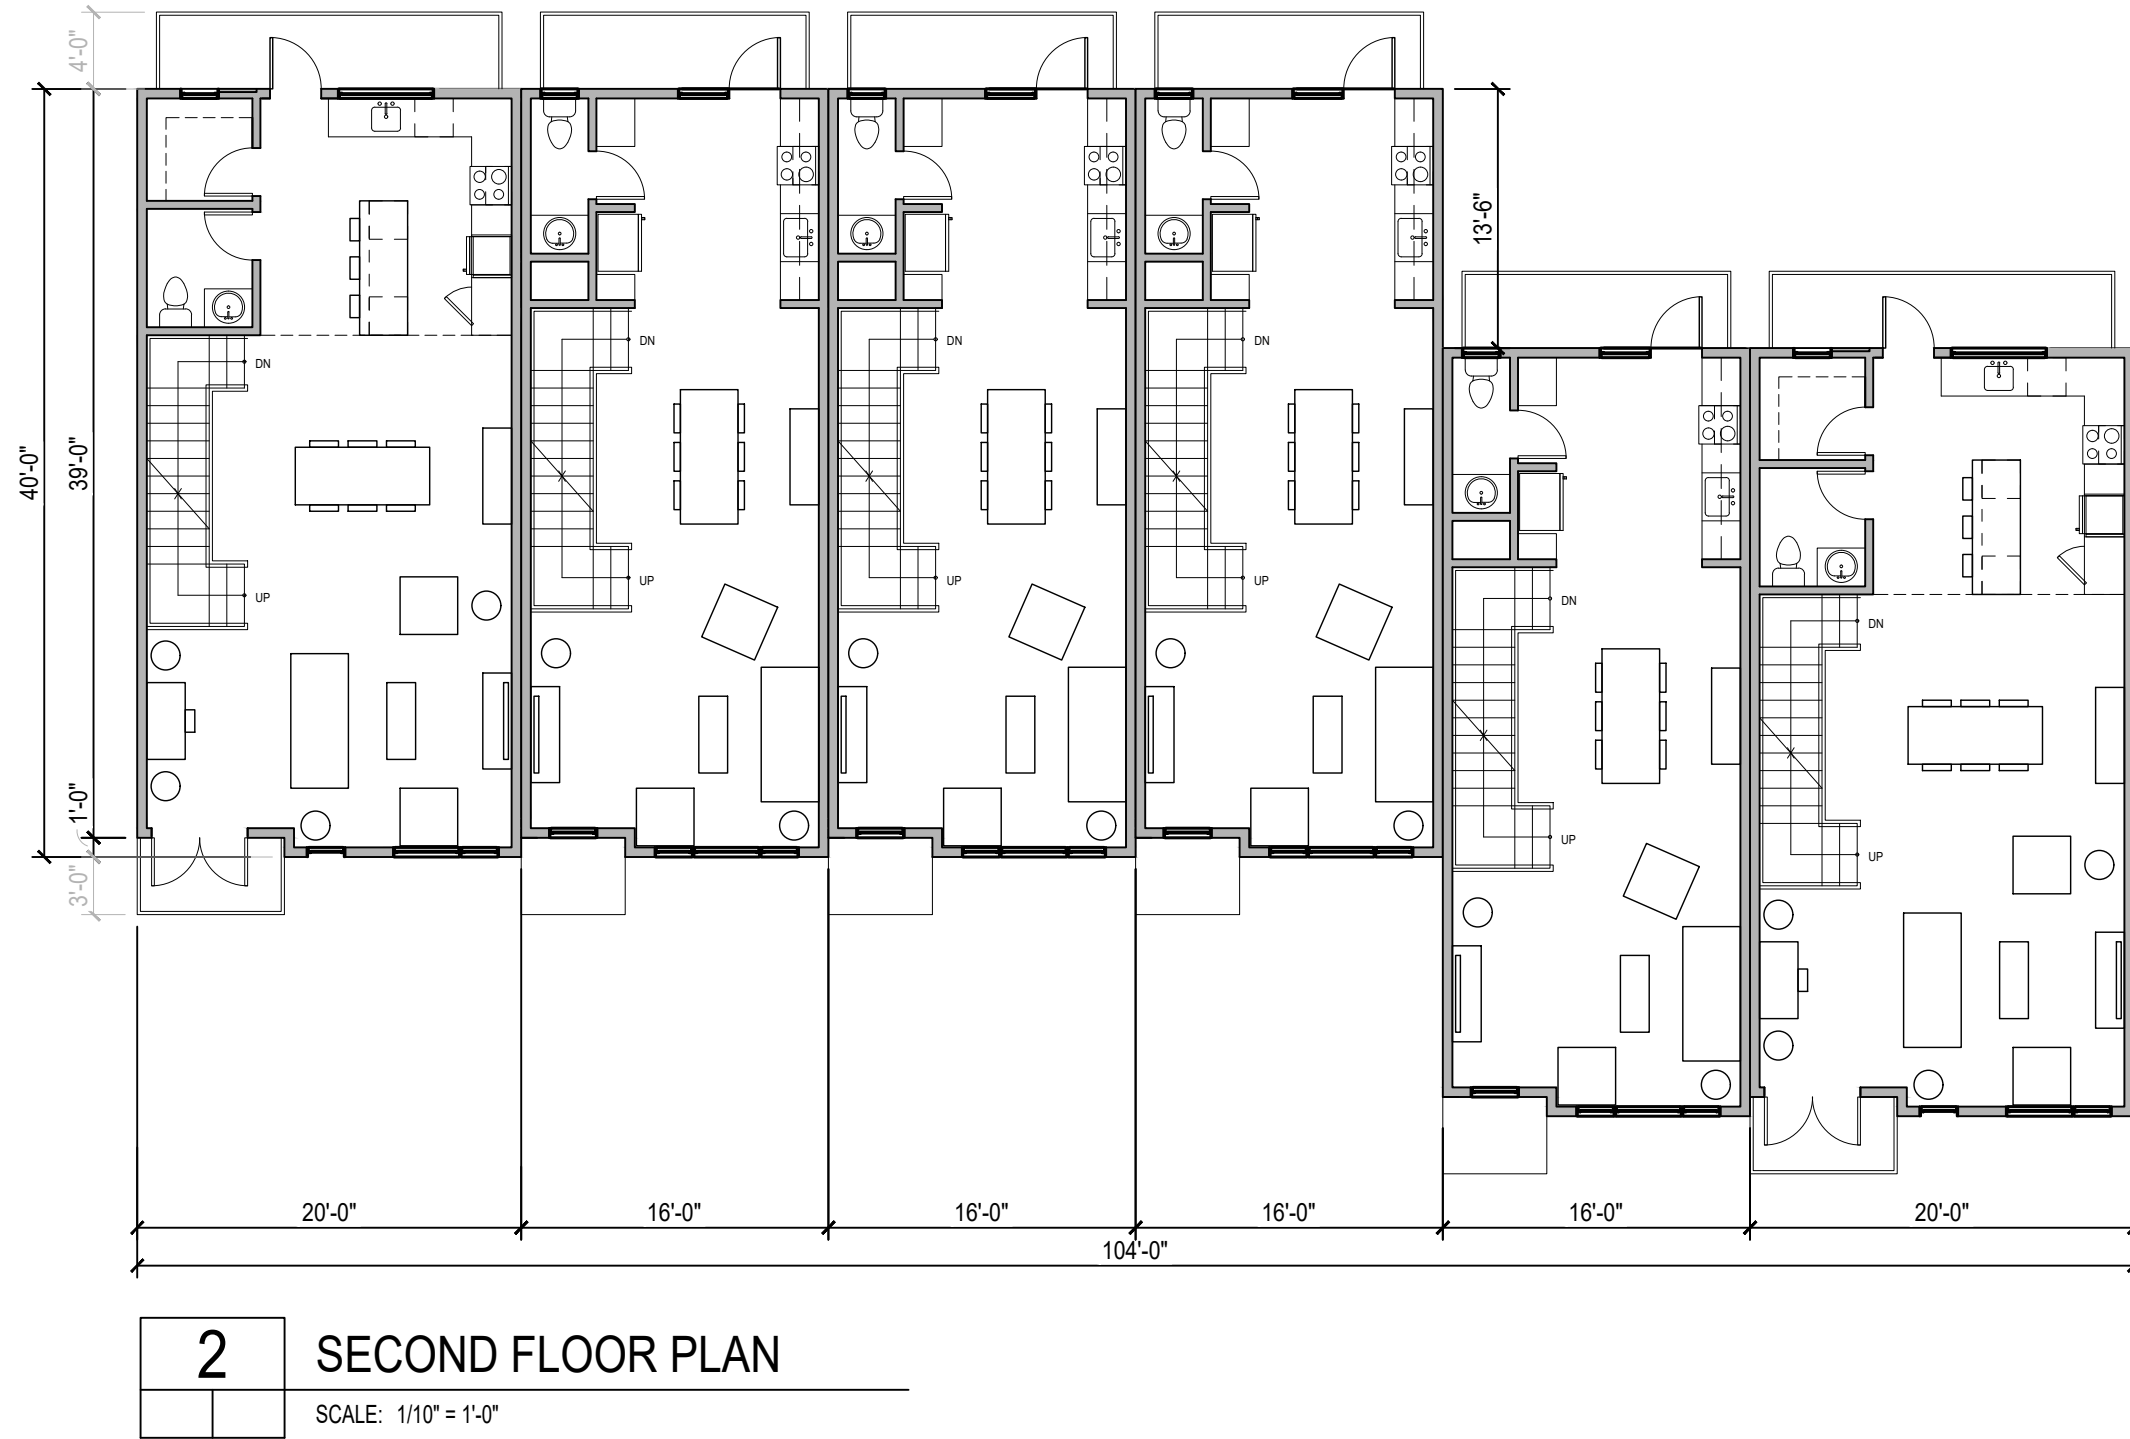 4'-0"
13'-6"
40'-0"
39'-0"
1'-0"
3'-0"
DN
UP
DN
UP
DN
UP
DN
UP
DN
UP
DN
UP
20'-0"
16'-0"
16'-0"
16'-0"
16'-0"
20'-0"
104'-0"
2
SECOND FLOOR PLAN
SCALE: 1/10" = 1'-0"